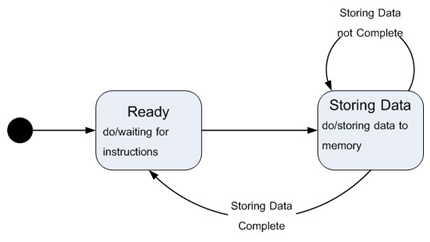 Storing Data
not Complete
Ready
do/waiting for
instructions
Storing Data
do/storing data to
memory
Storing Data
Complete